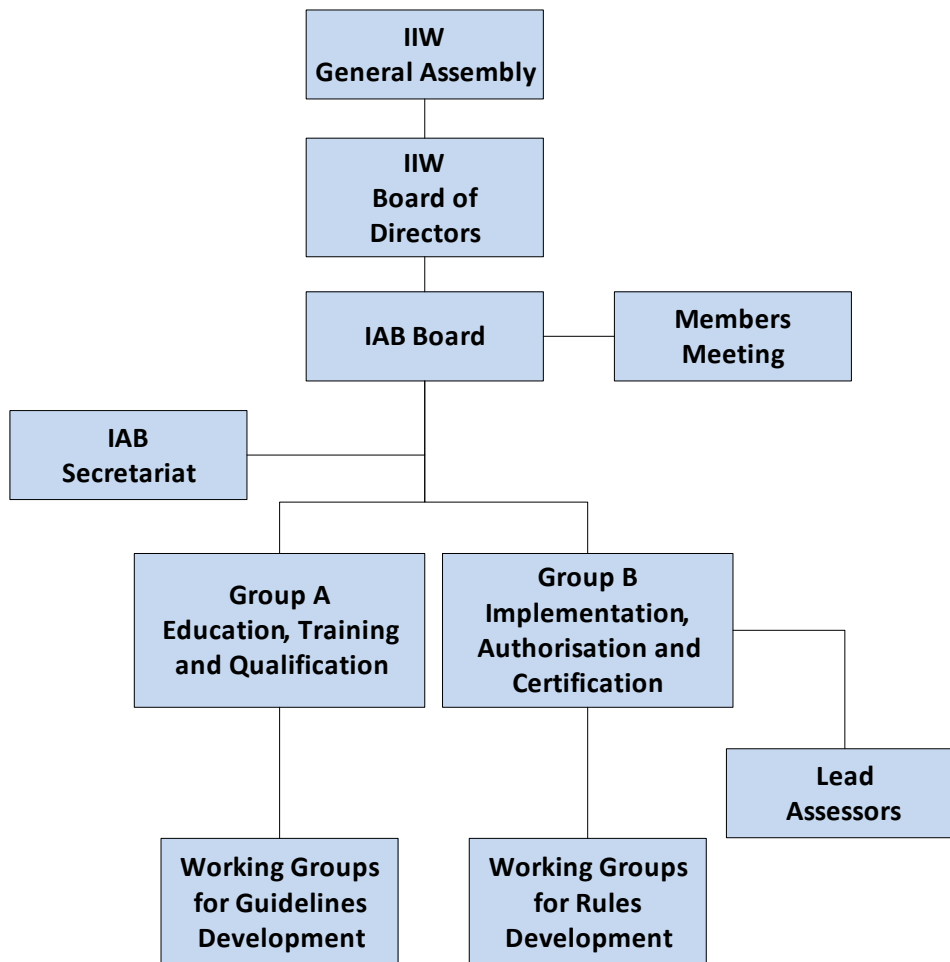 IIW
General Assembly
IIW
Board of
Directors
IAB Board
Members
Meeting
IAB
Secretariat
Group A
Education, Training
and Qualification
Group B
Implementation,
Authorisation and
Certification
Lead
Assessors
Working Groups
for Guidelines
Development
Working Groups
for Rules
Development